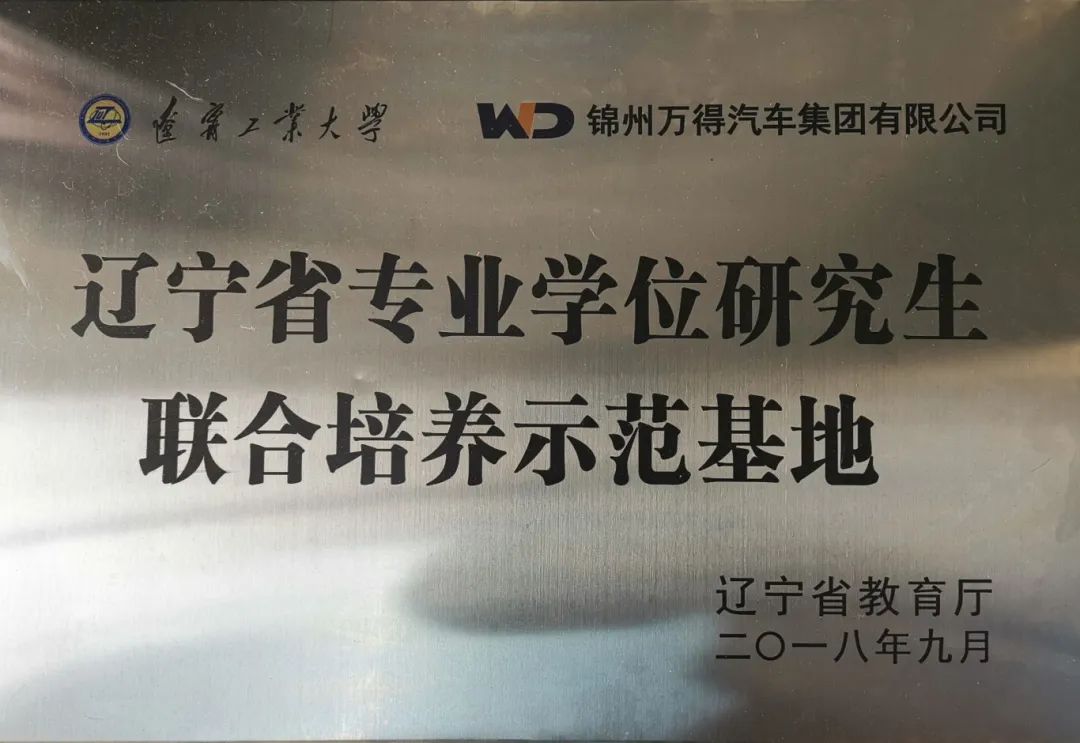 遼寧工業大學 WD 锦州万得汽车集团有限公司
辽宁省专业学位研究生
联合培养示范基地
辽宁省教育厅
二〇一八年九月